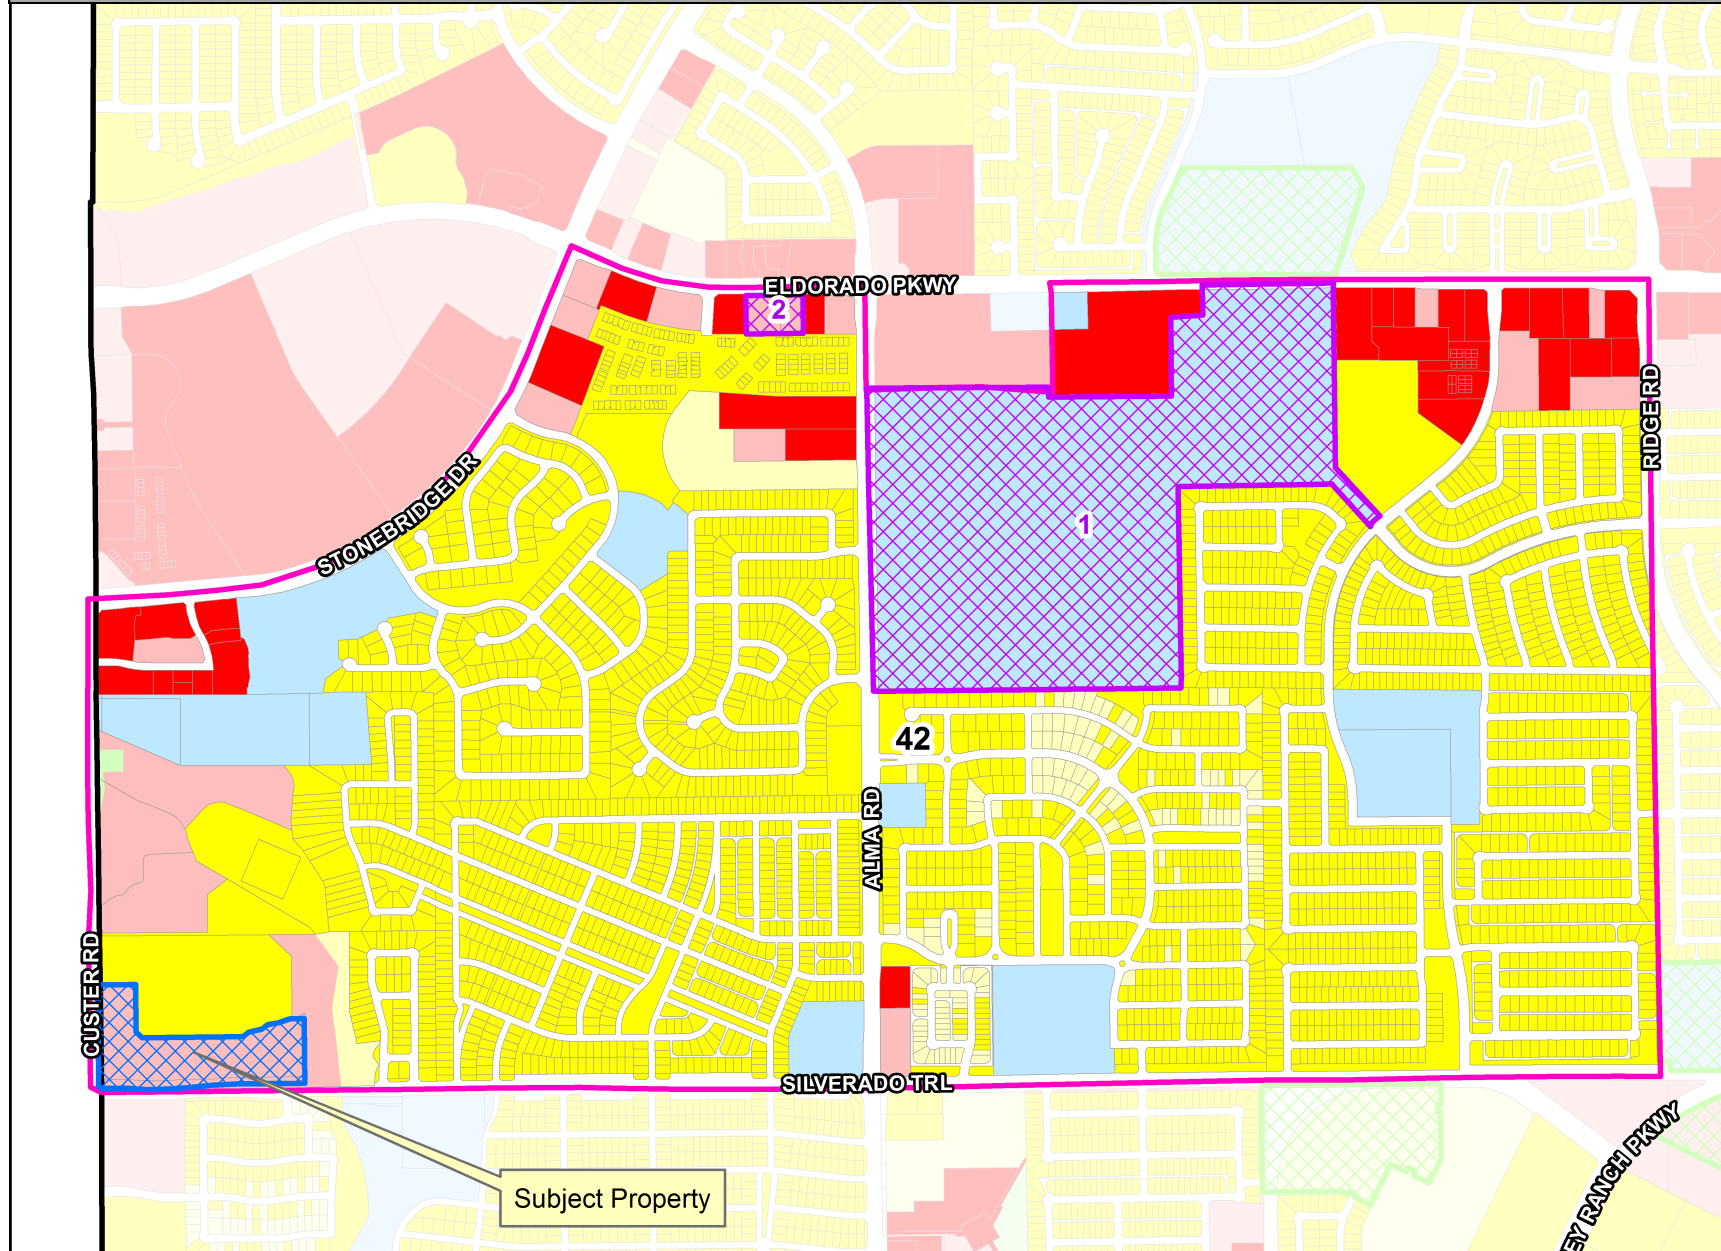 ELDORADO PKWY
2
RIDGE RD
STONEBRIDGE DR
1
42
ALMA RD
CUSTER RD
SILVERADO TRL
EY RANCH PKWY
Subject Property